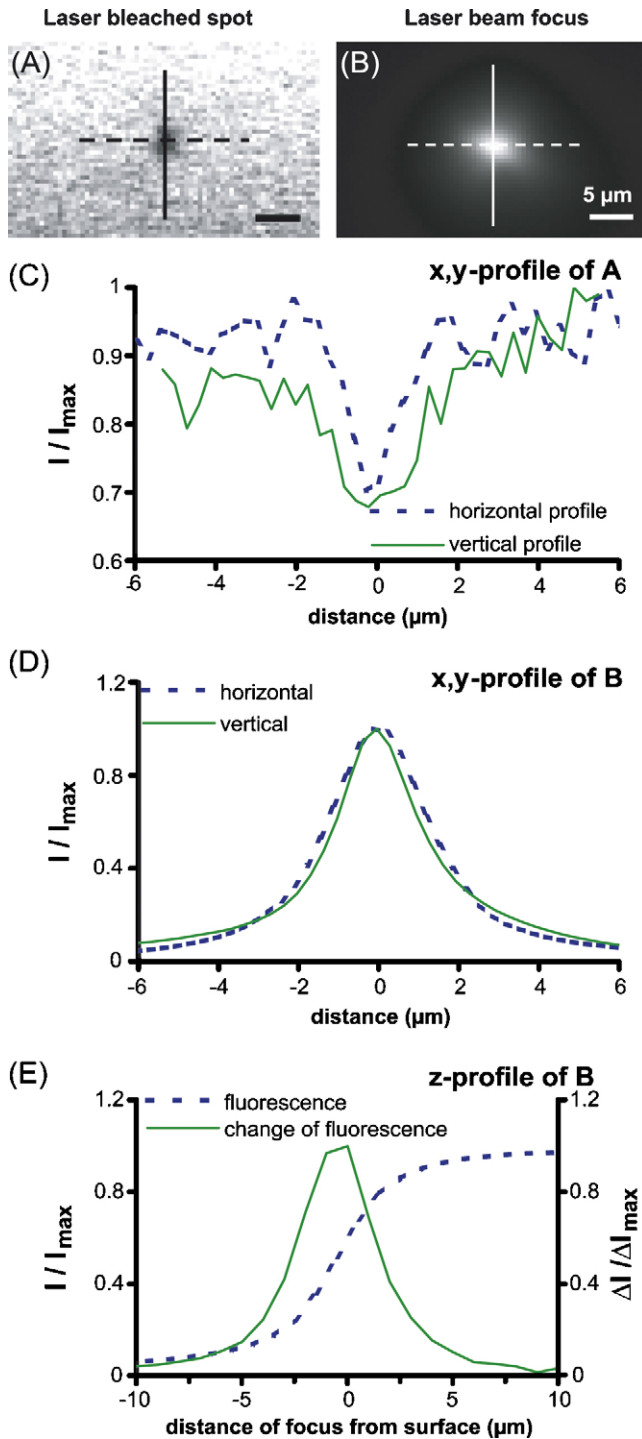 Laser bleached spot
Laser beam focus
(A)
(B)
5 µm
(C)
x,y-profile of A
1
0.9
0.8
0.7
0.6
I / Imax
horizontal profile
vertical profile
-6 -4 -2 0 2 4 6
distance (µm)
(D)
x,y-profile of B
1.2
0.8
0.4
0
I / Imax
horizontal
vertical
-6 -4 -2 0 2 4 6
distance (µm)
(E)
z-profile of B
1.2
0.8
0.4
0
I / Imax
fluorescence
change of fluorescence
1.2
0.8
0.4
0
ΔI /ΔImax
-10 -5 0 5 10
distance of focus from surface (µm)